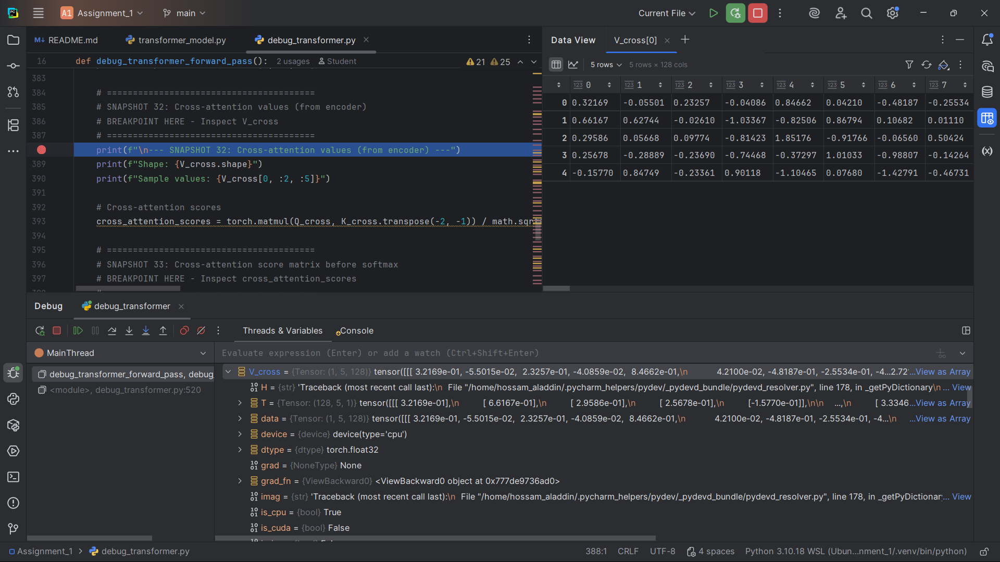 A1 Assignment_1 main Current File
README.md transformer_model.py debug_transformer.py
16 def debug_transformer_forward_pass(): 2 usages Student 21 25
383
384 # ========================================
385 # SNAPSHOT 32: Cross-attention values (from encoder)
386 # BREAKPOINT HERE - Inspect V_cross
387 # ========================================
print(f"\n--- SNAPSHOT 32: Cross-attention values (from encoder) ---")
389 print(f"Shape: {V_cross.shape}")
390 print(f"Sample values: {V_cross[0, :2, :5]}")
391
392 # Cross-attention scores
393 cross_attention_scores = torch.matmul(Q_cross, K_cross.transpose(-2, -1)) / math.sqr
394
395 # ========================================
396 # SNAPSHOT 33: Cross-attention score matrix before softmax
397 # BREAKPOINT HERE - Inspect cross_attention_scores
Data View V_cross[0]
5 rows 5 rows × 128 cols
123 0 123 1 123 2 123 3 123 4 123 5 123 6 123 7
0 0.32169 -0.05501 0.23257 -0.04086 0.84662 0.04210 -0.48187 -0.25534
1 0.66167 0.62744 -0.02610 -1.03367 -0.82506 0.86794 0.10682 0.01110
2 0.29586 0.05668 0.09774 -0.81423 1.85176 -0.91766 -0.06560 0.50424
3 0.25678 -0.28889 -0.23690 -0.74468 -0.37297 1.01033 -0.98807 -0.14264
4 -0.15770 0.84749 -0.23361 0.90118 -1.10465 0.07680 -1.42791 -0.46731
Debug debug_transformer
Threads & Variables Console
MainThread
debug_transformer_forward_pass, debug_
<module>, debug_transformer.py:520
Evaluate expression (Enter) or add a watch (Ctrl+Shift+Enter)
V_cross = {Tensor: (1, 5, 128)} tensor([[[ 3.2169e-01, -5.5015e-02, 2.3257e-01, -4.0859e-02, 8.4662e-01,\n 4.2100e-02, -4.8187e-01, -2.5534e-01, -4...2.72 ...View as Array
H = {str} 'Traceback (most recent call last):\n File "/home/hossam_aladdin/.pycharm_helpers/pydev/_pydevd_bundle/pydevd_resolver.py", line 178, in _getPyDictionary\n ... View
T = {Tensor: (128, 5, 1)} tensor([[[ 3.2169e-01],\n [ 6.6167e-01],\n [ 2.9586e-01],\n [ 2.5678e-01],\n [-1.5770e-01]],\n\n ...,\n [ 3.3346 ...View as Array
data = {Tensor: (1, 5, 128)} tensor([[[ 3.2169e-01, -5.5015e-02, 2.3257e-01, -4.0859e-02, 8.4662e-01,\n 4.2100e-02, -4.8187e-01, -2.5534e-01, -4...\n ...View as Array
device = {device} device(type='cpu')
dtype = {dtype} torch.float32
grad = {NoneType} None
grad_fn = {ViewBackward0} <ViewBackward0 object at 0x777de9736ad0>
imag = {str} 'Traceback (most recent call last):\n File "/home/hossam_aladdin/.pycharm_helpers/pydev/_pydevd_bundle/pydevd_resolver.py", line 178, in _getPyDictionar ... View
is_cpu = {bool} True
is_cuda = {bool} False
Assignment_1 > debug_transformer.py 388:1 CRLF UTF-8 4 spaces Python 3.10.18 WSL (Ubun...nment_1/.venv/bin/python)